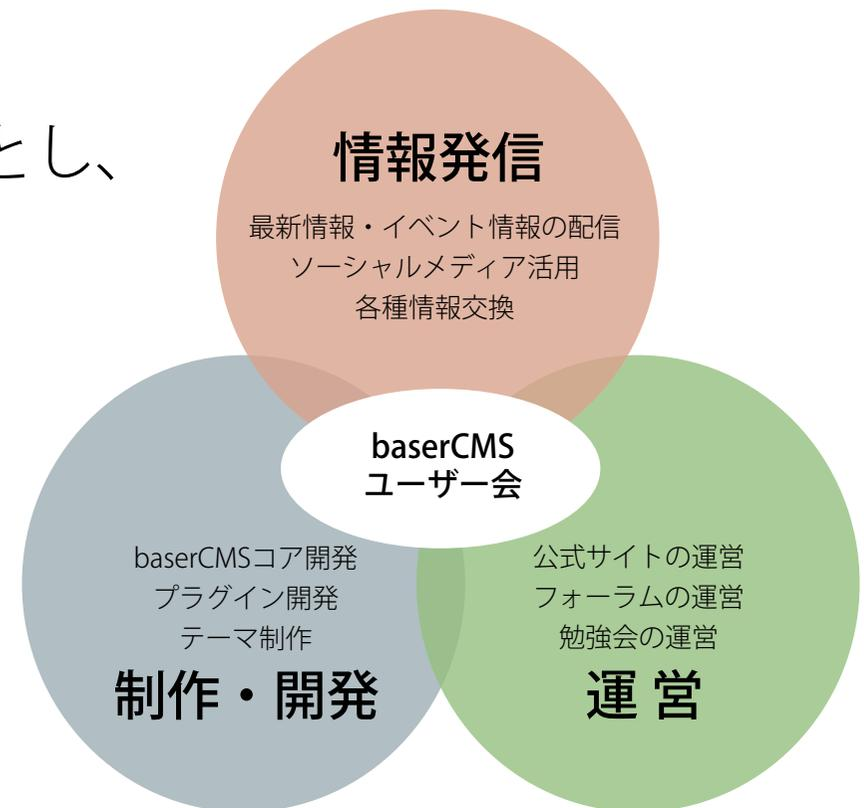 とし、
情報発信
最新情報・イベント情報の配信
ソーシャルメディア活用
各種情報交換
baserCMS
ユーザー会
baserCMSコア開発
プラグイン開発
テーマ制作
制作・開発
公式サイトの運営
フォーラムの運営
勉強会の運営
運 営